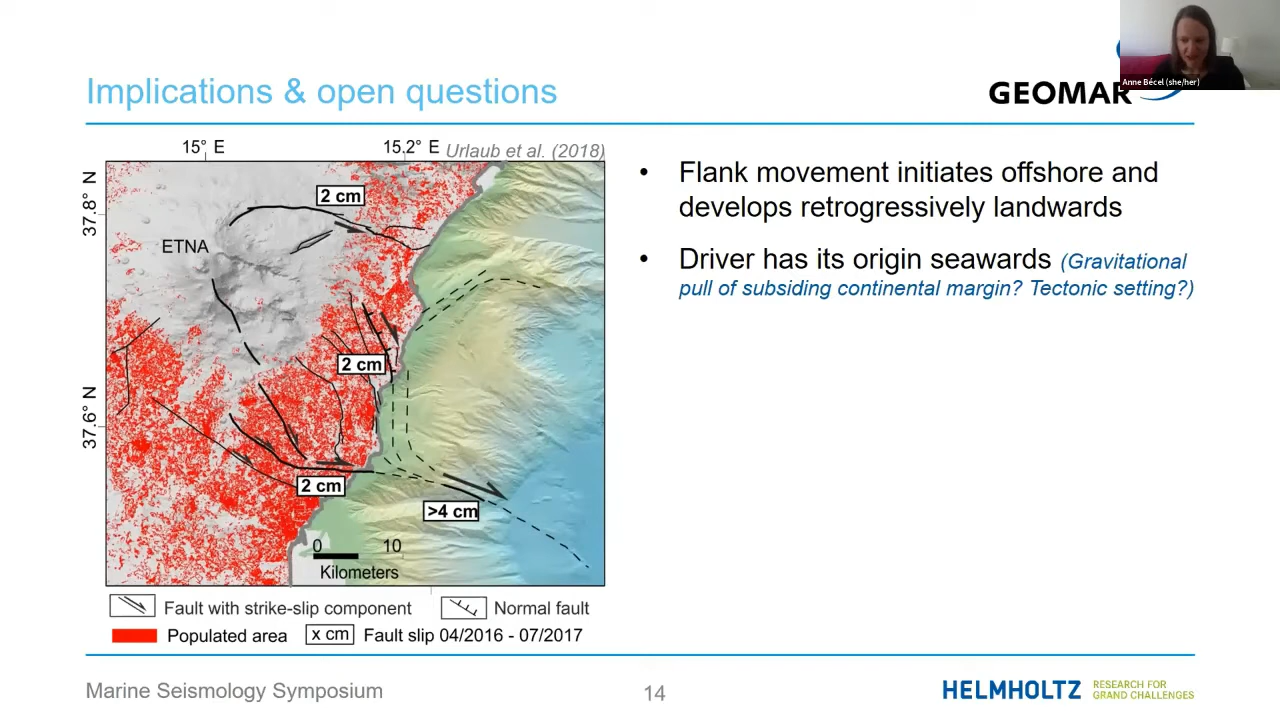 Anne Bécel (she/her)
Implications & open questions
GEOMAR
15° E
15.2° E
Urlaub et al. (2018)
37.8° N
37.6° N
2 cm
ETNA
2 cm
2 cm
>4 cm
0
10
Kilometers
Fault with strike-slip component
Normal fault
Populated area
x cm
Fault slip 04/2016 - 07/2017
• Flank movement initiates offshore and
develops retrogressively landwards
• Driver has its origin seawards (Gravitational
pull of subsiding continental margin? Tectonic setting?)
Marine Seismology Symposium
14
HELMHOLTZ
RESEARCH FOR
GRAND CHALLENGES